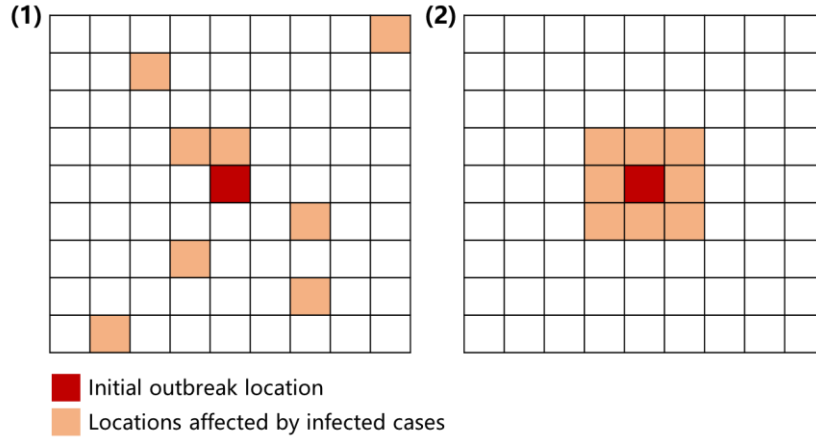 (1)
(2)
Initial outbreak location
Locations affected by infected cases